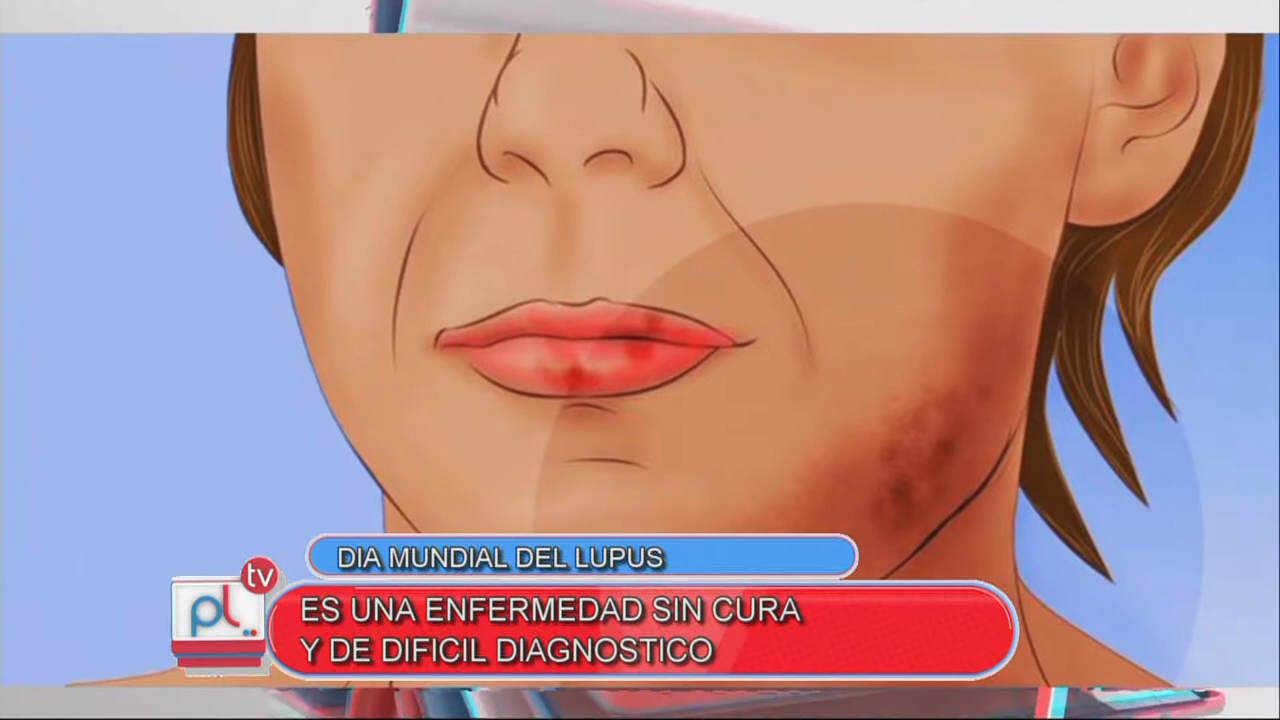 DIA MUNDIAL DEL LUPUS
tv
pL..
ES UNA ENFERMEDAD SIN CURA
Y DE DIFICIL DIAGNOSTICO